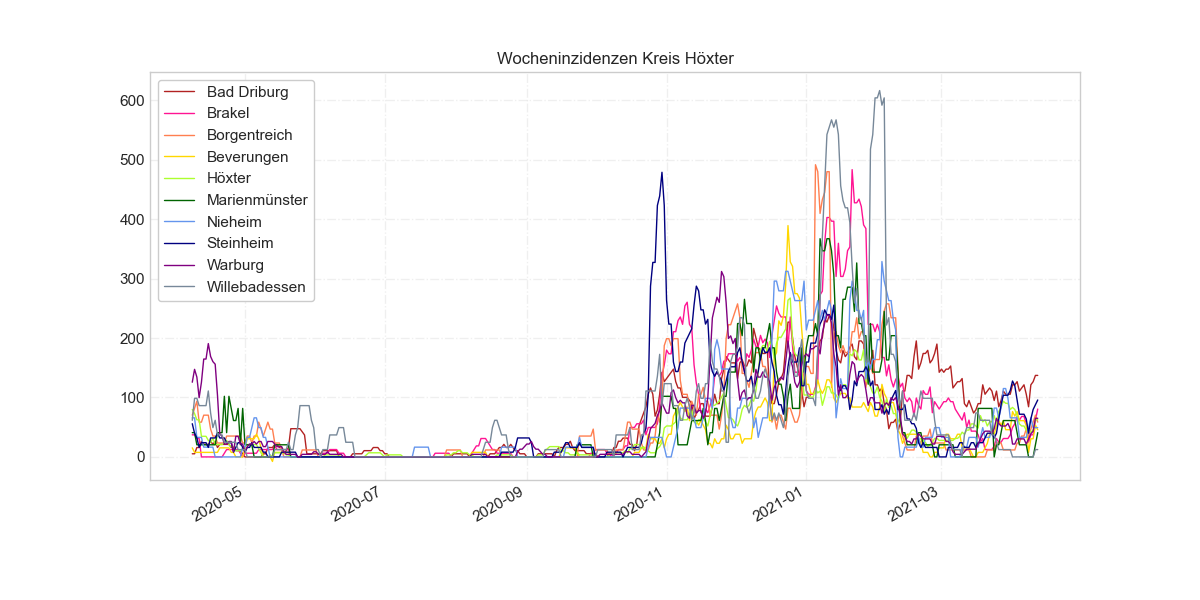 Wocheninzidenzen Kreis Höxter
600
500
400
300
200
100
0
Bad Driburg
Brakel
Borgentreich
Beverungen
Höxter
Marienmünster
Nieheim
Steinheim
Warburg
Willebadessen
2020-05
2020-07
2020-09
2020-11
2021-01
2021-03